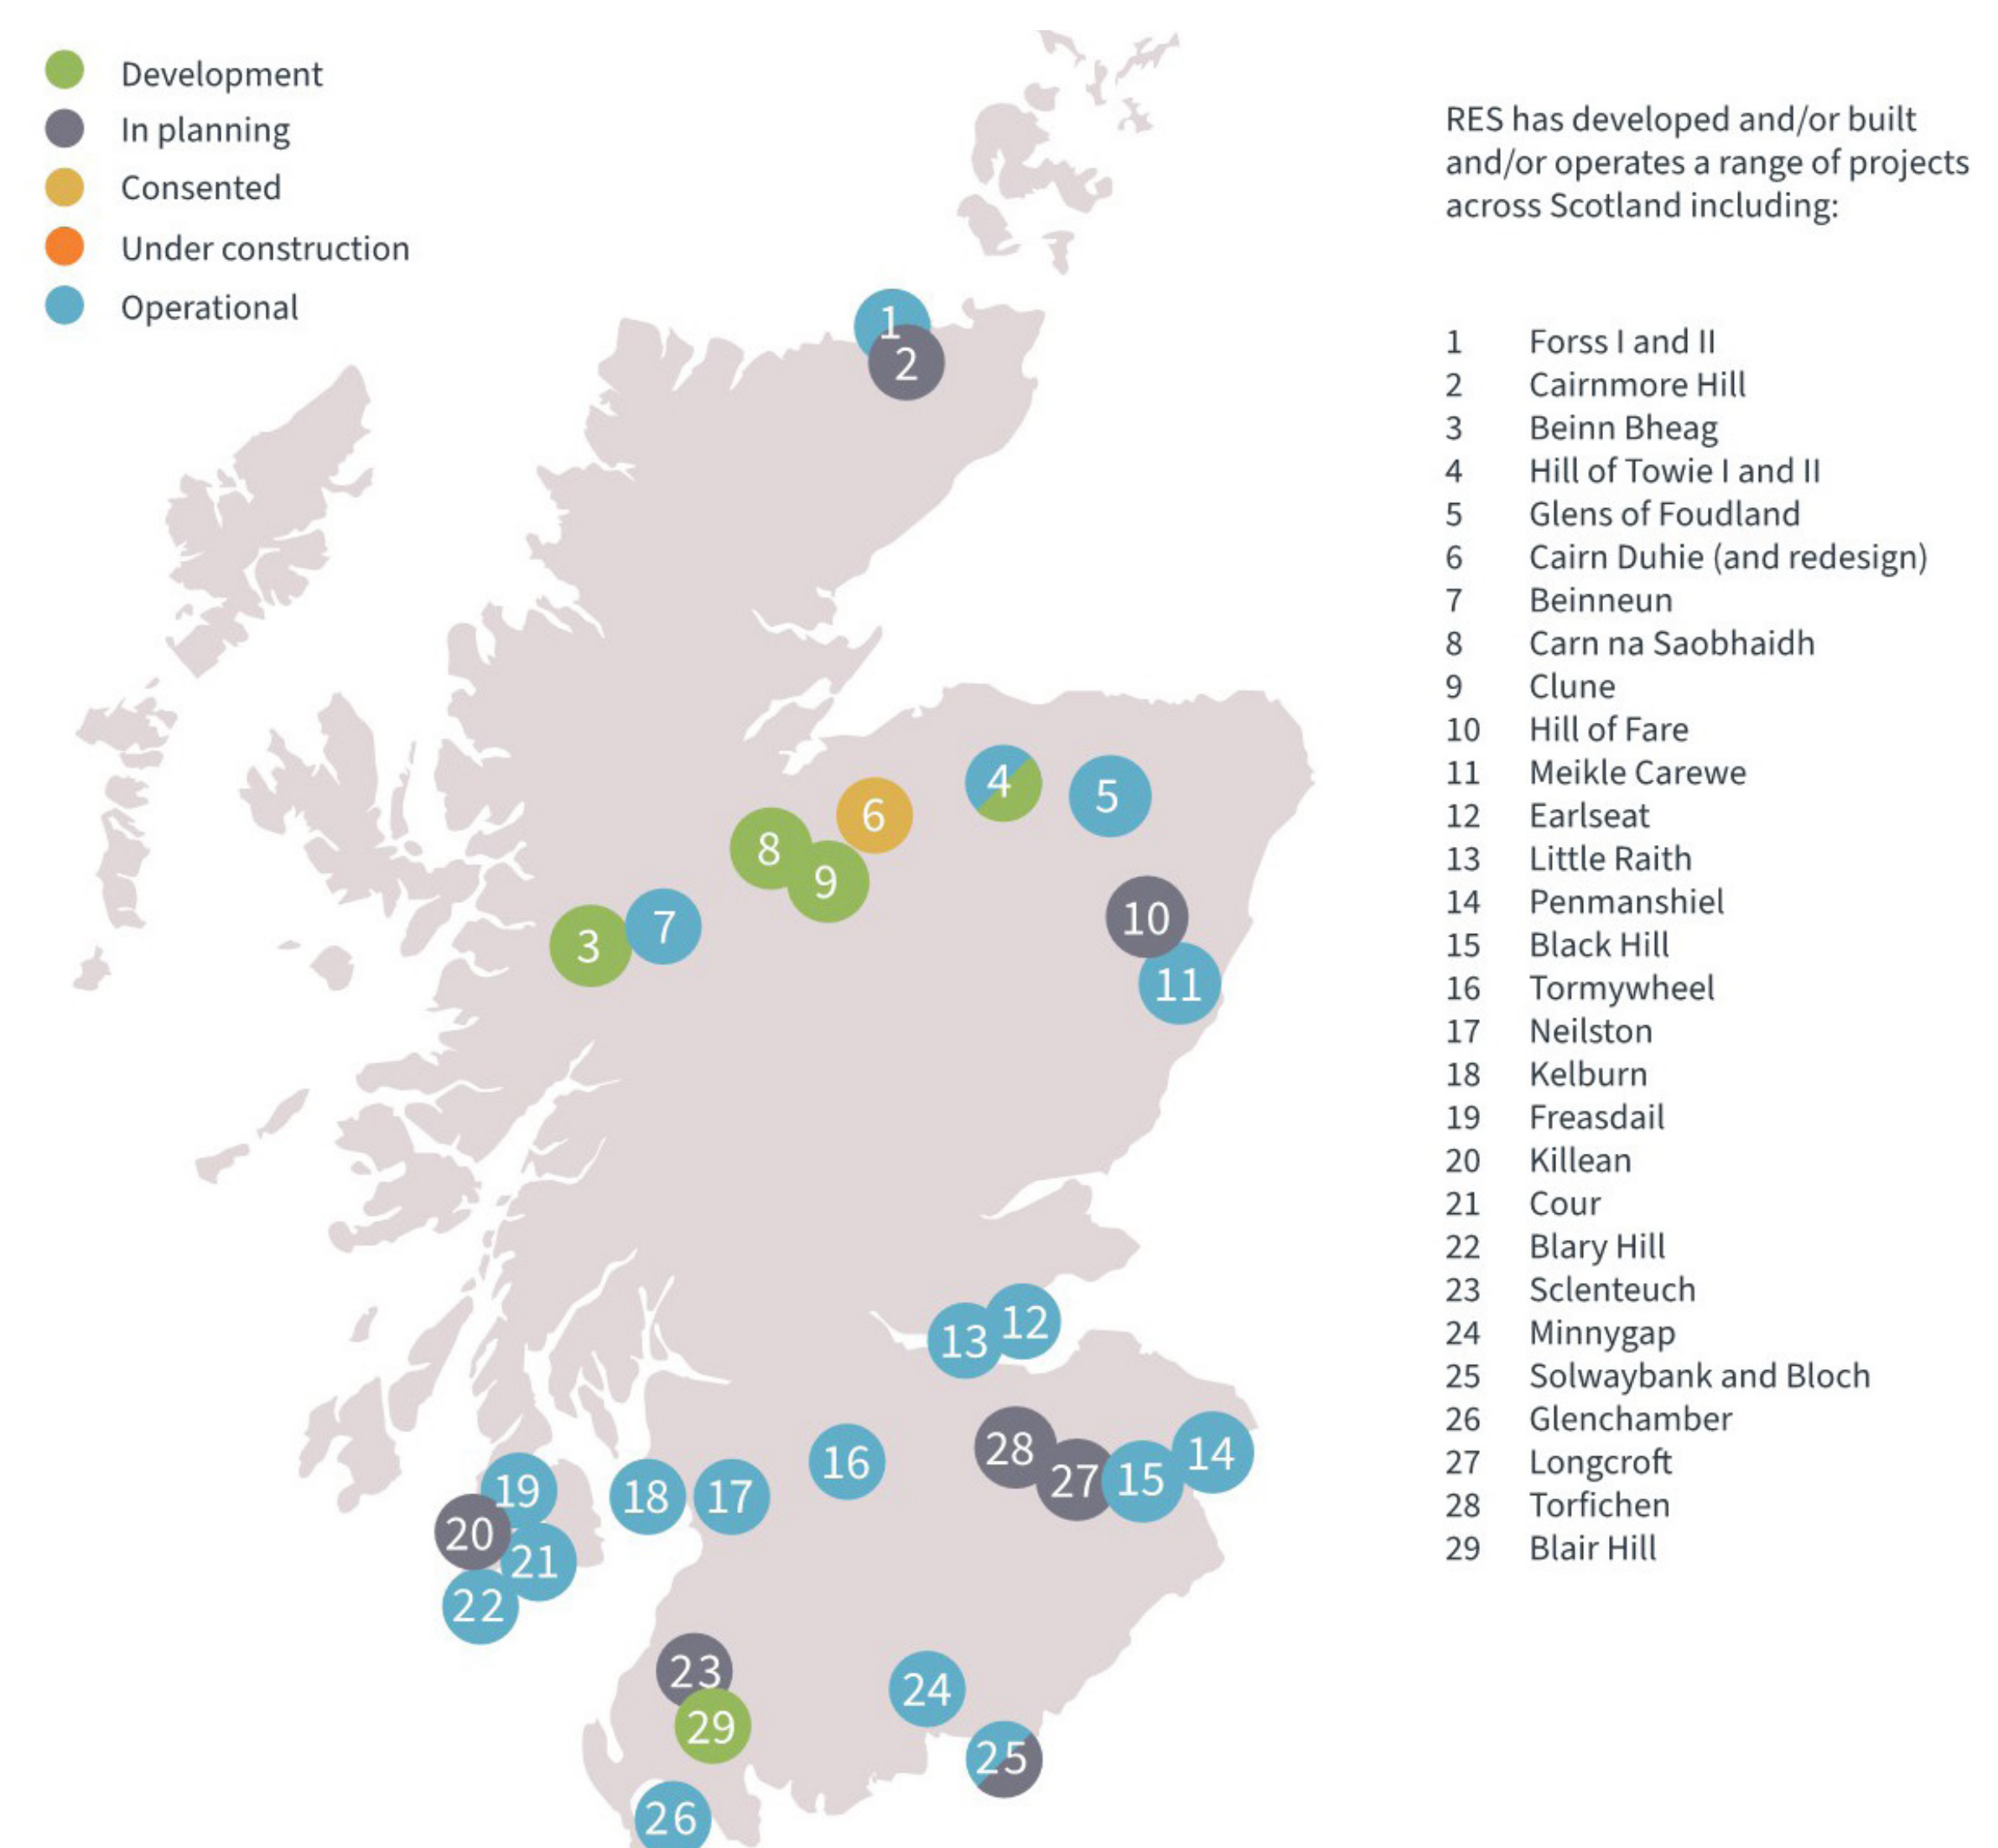 Development
In planning
Consented
Under construction
Operational
RES has developed and/or built
and/or operates a range of projects
across Scotland including:
1 Forss I and II
2 Cairnmore Hill
3 Beinn Bheag
4 Hill of Towie I and II
5 Glens of Foudland
6 Cairn Duhie (and redesign)
7 Beinneun
8 Carn na Saobhaidh
9 Clune
10 Hill of Fare
11 Meikle Carewe
12 Earlseat
13 Little Raith
14 Penmanshiel
15 Black Hill
16 Tormywheel
17 Neilston
18 Kelburn
19 Freasdail
20 Killean
21 Cour
22 Blary Hill
23 Sclenteuch
24 Minnygap
25 Solwaybank and Bloch
26 Glenchamber
27 Longcroft
28 Torfichen
29 Blair Hill
1
2
4
5
6
8
9
7
3
10
11
12
13
28
27
15
14
16
17
18
19
20
21
22
23
29
24
25
26